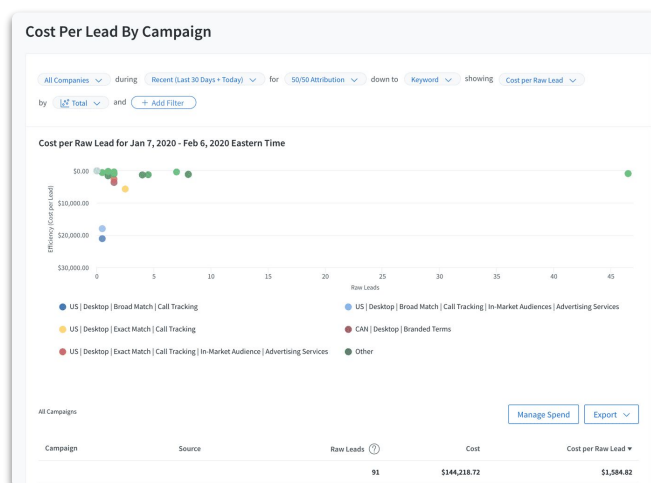 Cost Per Lead By Campaign
All Companies during Recent (Last 30 Days + Today) for 50/50 Attribution down to Keyword showing Cost per Raw Lead
by Total and + Add Filter
Cost per Raw Lead for Jan 7, 2020 - Feb 6, 2020 Eastern Time
Efficiency (Cost per Lead)
$0.00
$10,000.00
$20,000.00
$30,000.00
0 5 10 15 20 25 30 35 40 45
Raw Leads
US | Desktop | Broad Match | Call Tracking
US | Desktop | Broad Match | Call Tracking | In-Market Audiences | Advertising Services
US | Desktop | Exact Match | Call Tracking
CAN | Desktop | Branded Terms
US | Desktop | Exact Match | Call Tracking | In-Market Audience | Advertising Services
Other
All Campaigns
Manage Spend Export
Campaign Source Raw Leads ? Cost Cost per Raw Lead ▼
91 $144,218.72 $1,584.82